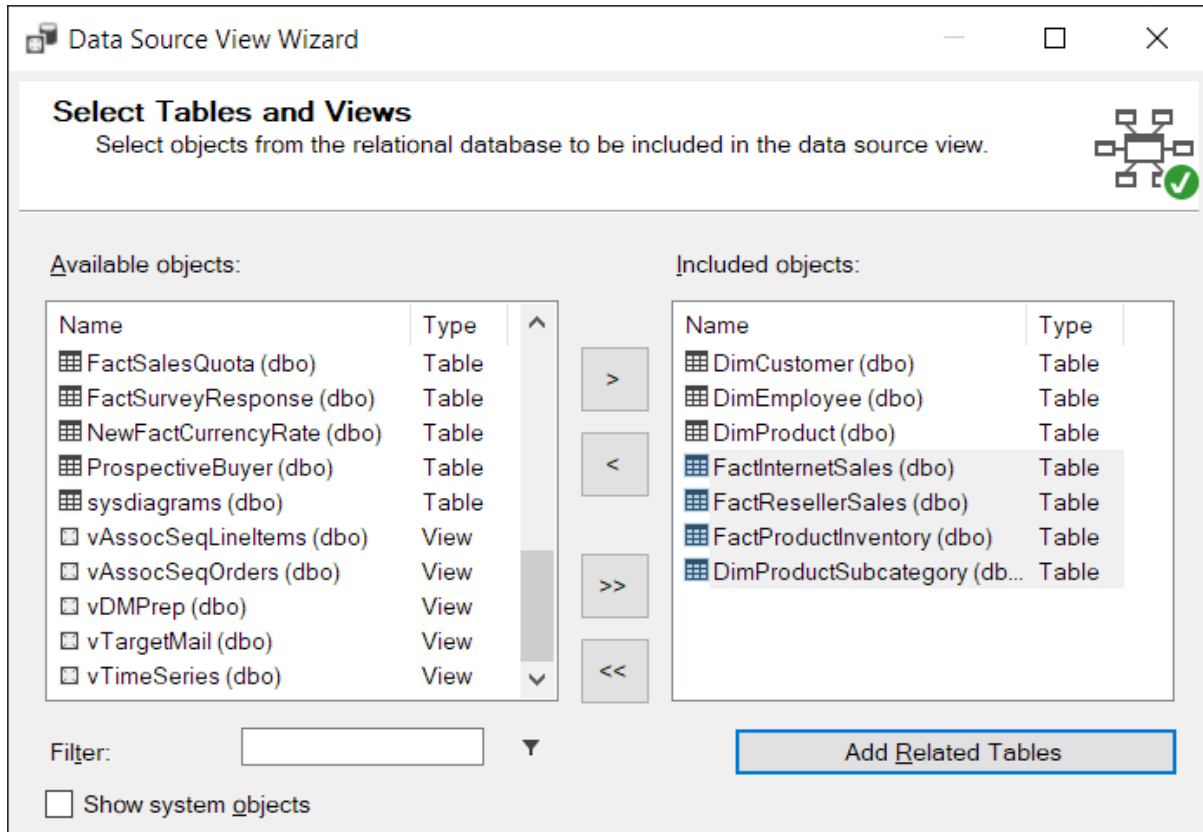 Data Source View Wizard
Select Tables and Views
Select objects from the relational database to be included in the data source view.
Available objects:
Name Type
FactSalesQuota (dbo) Table
FactSurveyResponse (dbo) Table
NewFactCurrencyRate (dbo) Table
ProspectiveBuyer (dbo) Table
sysdiagrams (dbo) Table
vAssocSeqLineItems (dbo) View
vAssocSeqOrders (dbo) View
vDMPrep (dbo) View
vTargetMail (dbo) View
vTimeSeries (dbo) View
>
<
>>
<<
Included objects:
Name Type
DimCustomer (dbo) Table
DimEmployee (dbo) Table
DimProduct (dbo) Table
FactInternetSales (dbo) Table
FactResellerSales (dbo) Table
FactProductInventory (dbo) Table
DimProductSubcategory (db... Table
Filter:
Add Related Tables
Show system objects